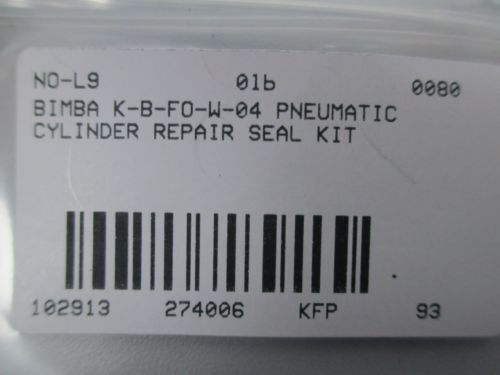 NO-L9 01b 0080
BIMBA K-B-FO-W-04 PNEUMATIC
CYLINDER REPAIR SEAL KIT
102913 274006 KFP 93